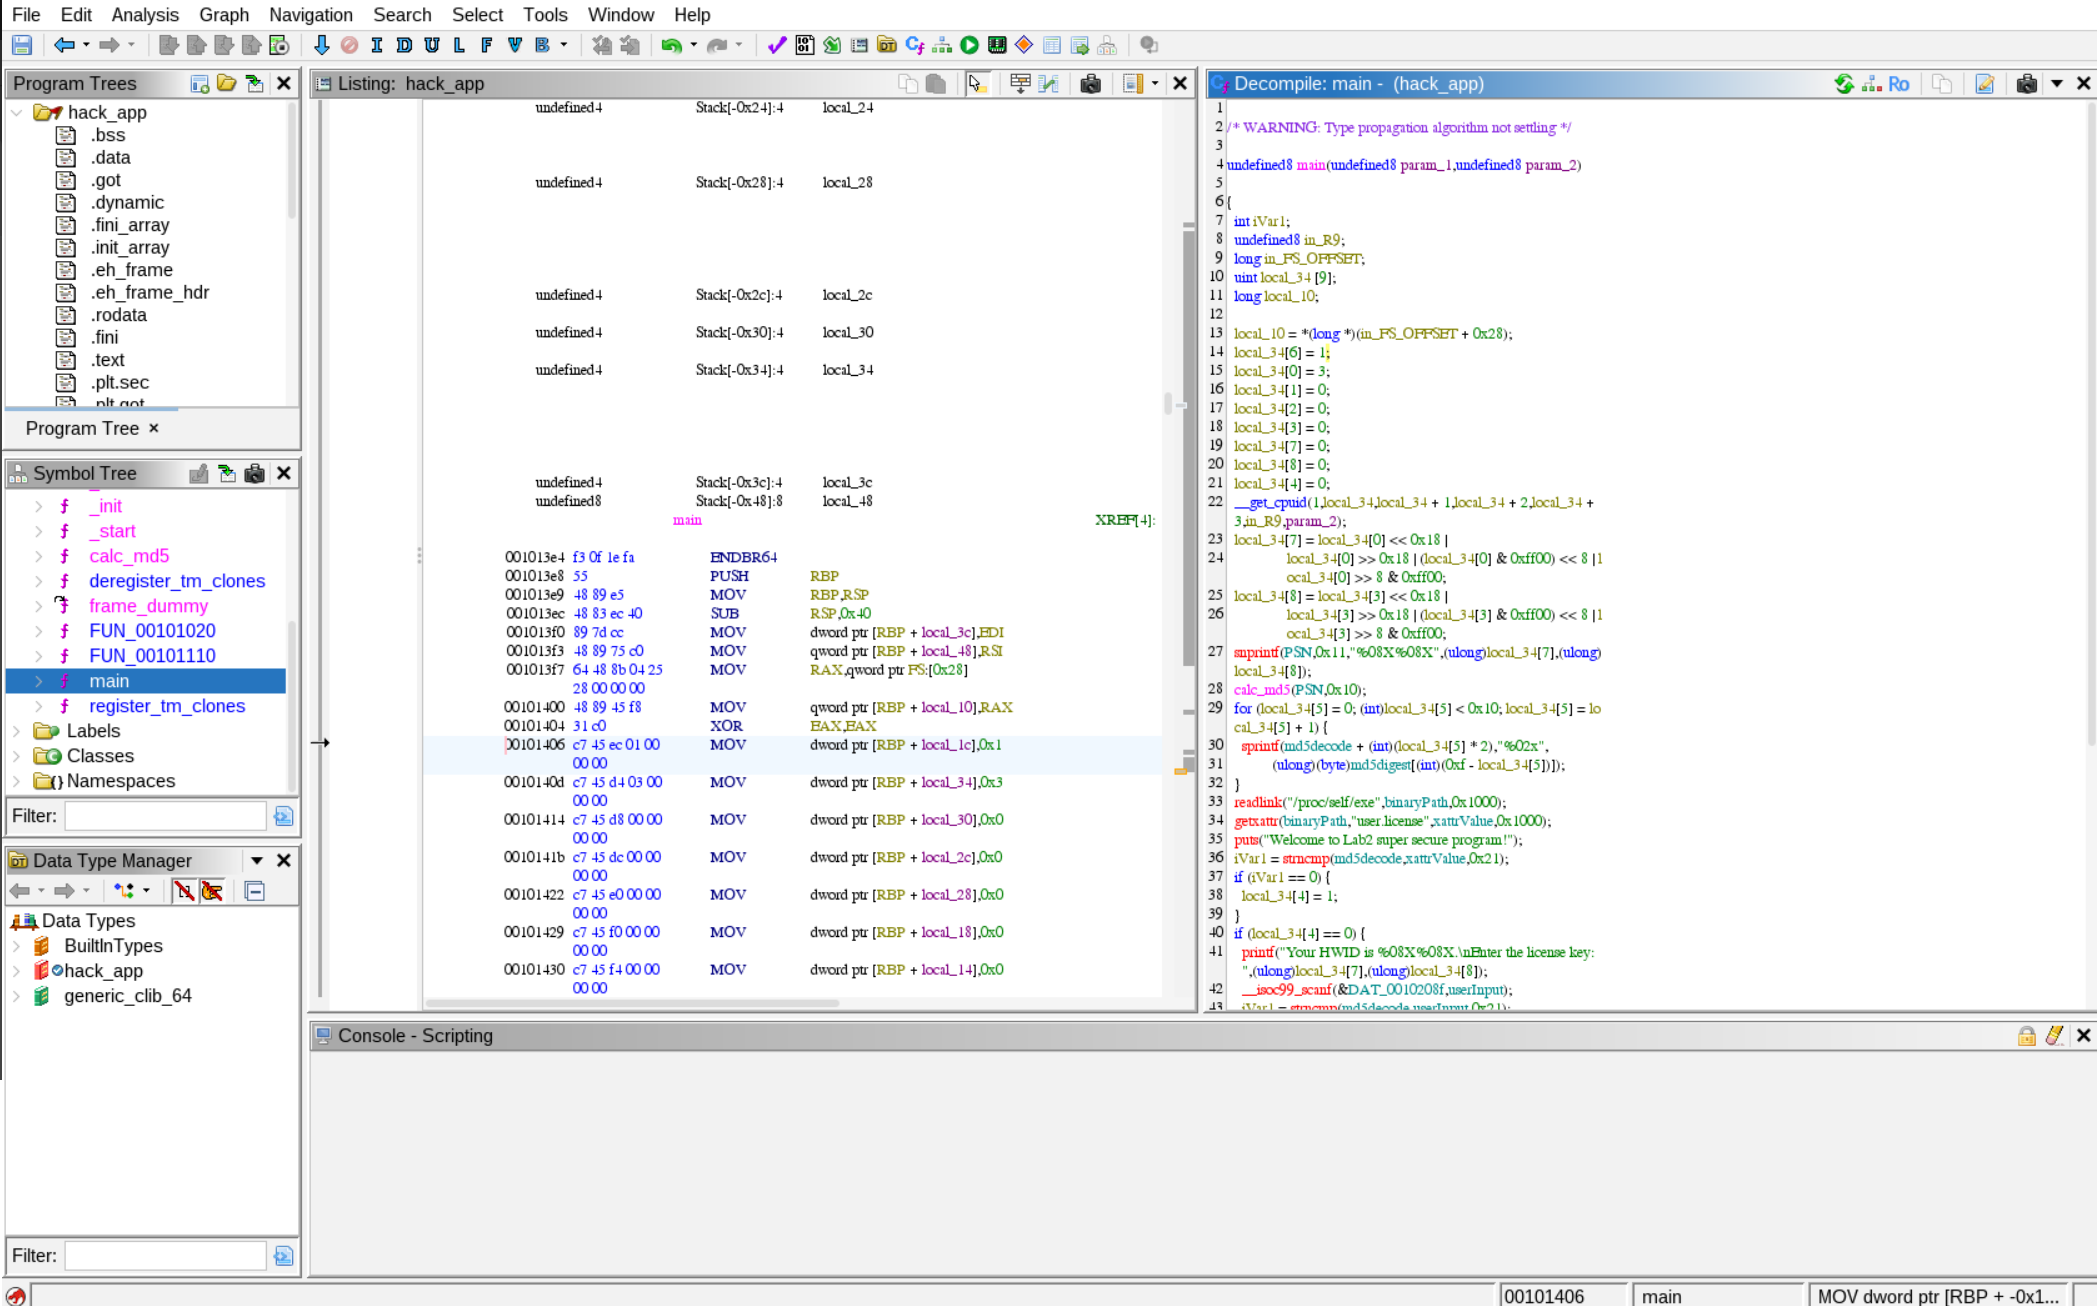 File Edit Analysis Graph Navigation Search Select Tools Window Help
Program Trees
hack_app
.bss
.data
.got
.dynamic
.fini_array
.init_array
.eh_frame
.eh_frame_hdr
.rodata
.fini
.text
.plt.sec
.plt.got
Program Tree ×
Symbol Tree
_init
_start
calc_md5
deregister_tm_clones
frame_dummy
FUN_00101020
FUN_00101110
main
register_tm_clones
Labels
Classes
Namespaces
Filter:
Data Type Manager
Data Types
BuiltInTypes
hack_app
generic_clib_64
Filter:
Listing: hack_app
undefined4 Stack[-0x24]:4 local_24
undefined4 Stack[-0x28]:4 local_28
undefined4 Stack[-0x2c]:4 local_2c
undefined4 Stack[-0x30]:4 local_30
undefined4 Stack[-0x34]:4 local_34
undefined4 Stack[-0x3c]:4 local_3c
undefined8 Stack[-0x48]:8 local_48
main XREF[4]:
001013e4 f3 0f 1e fa ENDBR64
001013e8 55 PUSH RBP
001013e9 48 89 e5 MOV RBP,RSP
001013ec 48 83 ec 40 SUB RSP,0x40
001013f0 89 7d cc MOV dword ptr [RBP + local_3c],EDI
001013f3 48 89 75 c0 MOV qword ptr [RBP + local_48],RSI
001013f7 64 48 8b 04 25 MOV RAX,qword ptr FS:[0x28]
28 00 00 00
00101400 48 89 45 f8 MOV qword ptr [RBP + local_10],RAX
00101404 31 c0 XOR EAX,EAX
00101406 c7 45 ec 01 00 MOV dword ptr [RBP + local_1c],0x1
00 00
0010140d c7 45 d4 03 00 MOV dword ptr [RBP + local_34],0x3
00 00
00101414 c7 45 d8 00 00 MOV dword ptr [RBP + local_30],0x0
00 00
0010141b c7 45 dc 00 00 MOV dword ptr [RBP + local_2c],0x0
00 00
00101422 c7 45 e0 00 00 MOV dword ptr [RBP + local_28],0x0
00 00
00101429 c7 45 f0 00 00 MOV dword ptr [RBP + local_18],0x0
00 00
00101430 c7 45 f4 00 00 MOV dword ptr [RBP + local_14],0x0
00 00
Decompile: main - (hack_app)
1
2 /* WARNING: Type propagation algorithm not settling */
3
4 undefined8 main(undefined8 param_1,undefined8 param_2)
5
6 {
7 int iVar1;
8 undefined8 in_R9;
9 long in_FS_OFFSET;
10 uint local_34 [9];
11 long local_10;
12
13 local_10 = *(long *)(in_FS_OFFSET + 0x28);
14 local_34[6] = 1;
15 local_34[0] = 3;
16 local_34[1] = 0;
17 local_34[2] = 0;
18 local_34[3] = 0;
19 local_34[7] = 0;
20 local_34[8] = 0;
21 local_34[4] = 0;
22 __get_cpuid(1,local_34,local_34 + 1,local_34 + 2,local_34 +
3,in_R9,param_2);
23 local_34[7] = local_34[0] << 0x18 |
24 local_34[0] >> 0x18 | (local_34[0] & 0xff00) << 8 | l
ocal_34[0] >> 8 & 0xff00;
25 local_34[8] = local_34[3] << 0x18 |
26 local_34[3] >> 0x18 | (local_34[3] & 0xff00) << 8 | l
ocal_34[3] >> 8 & 0xff00;
27 snprintf(PSN,0x11,"%08X%08X",(ulong)local_34[7],(ulong)
local_34[8]);
28 calc_md5(PSN,0x10);
29 for (local_34[5] = 0; (int)local_34[5] < 0x10; local_34[5] = lo
cal_34[5] + 1) {
30 sprintf(md5decode + (int)(local_34[5] * 2),"%02x",
31 (ulong)(byte)md5digest[(int)(0xf - local_34[5])]);
32 }
33 readlink("/proc/self/exe",binaryPath,0x1000);
34 getxattr(binaryPath,"user.license",xattrValue,0x1000);
35 puts("Welcome to Lab2 super secure program!");
36 iVar1 = strncmp(md5decode,xattrValue,0x21);
37 if (iVar1 == 0) {
38 local_34[4] = 1;
39 }
40 if (local_34[4] == 0) {
41 printf("Your HWID is %08X%08X.\nEnter the license key:
",(ulong)local_34[7],(ulong)local_34[8]);
42 __isoc99_scanf(&DAT_0010208f,userInput);
43 iVar1 = strncmp(md5decode,userInput,0x21);
Console - Scripting
00101406 main MOV dword ptr [RBP + -0x1...